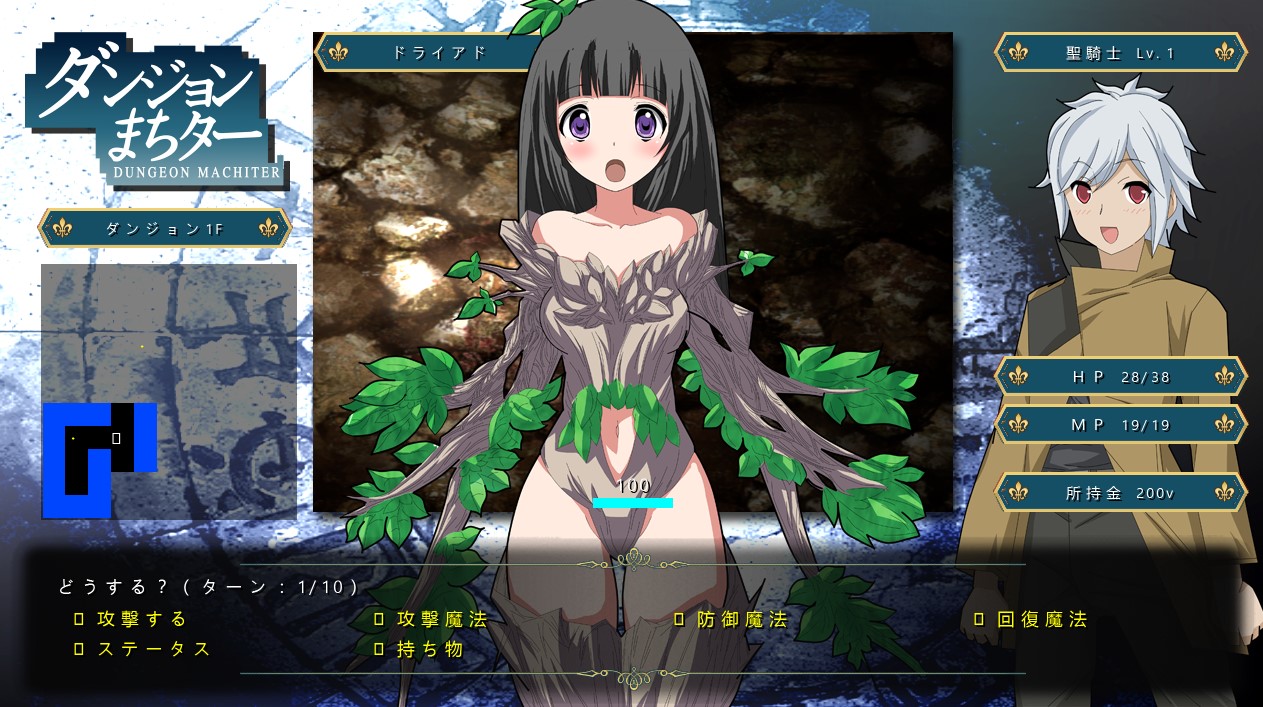 ダンジョン
まちター
DUNGEON MACHITER
ダンジョン1F
ドライアド
100
聖騎士 Lv.1
HP 28/38
MP 19/19
所持金 200v
どうする？(ターン：1/10)
攻撃する 攻撃魔法 防御魔法 回復魔法
ステータス 持ち物